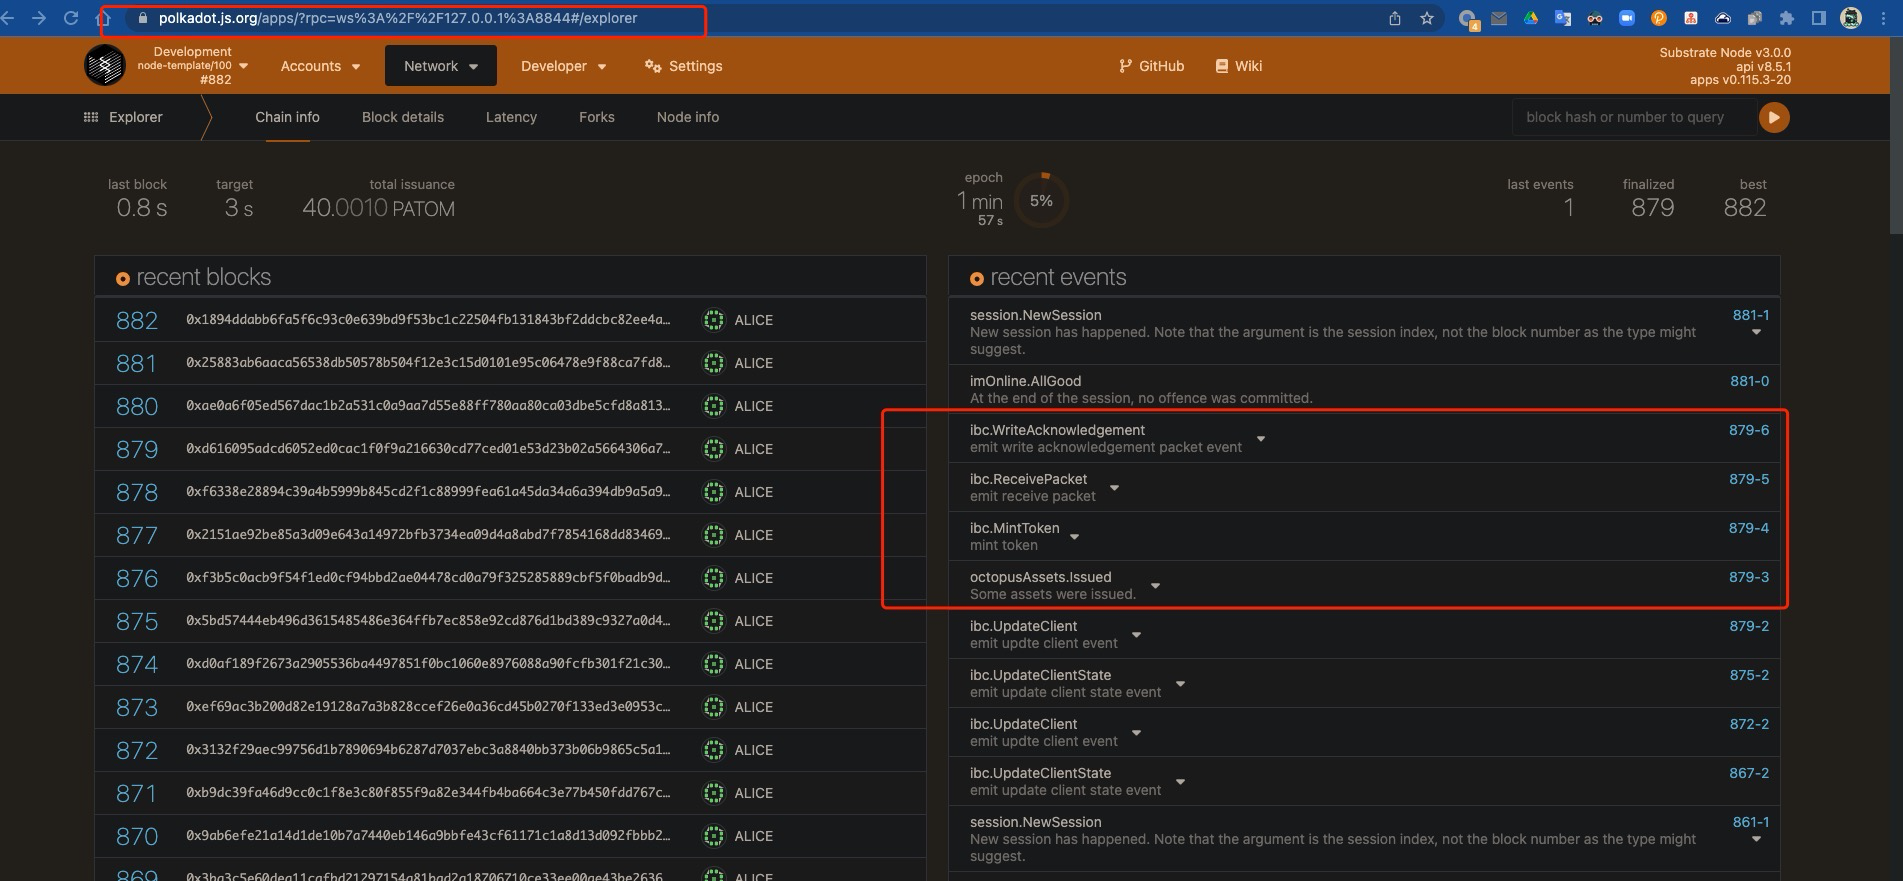 polkadot.js.org/apps/?rpc=ws%3A%2F%2F127.0.0.1%3A8844#/explorer
4
Development
node-template/100
#882
Accounts
Network
Developer
Settings
GitHub
Wiki
Substrate Node v3.0.0
api v8.5.1
apps v0.115.3-20
Explorer
Chain info
Block details
Latency
Forks
Node info
block hash or number to query
last block
0.8 s
target
3 s
total issuance
40.0010 PATOM
epoch
1 min
57 s
5%
last events
1
finalized
879
best
882
recent blocks
882 0x1894ddabb6fa5f6c93c0e639bd9f53bc1c22504fb131843bf2ddcbc82ee4a… ALICE
881 0x25883ab6aaca56538db50578b504f12e3c15d0101e95c06478e9f88ca7fd8… ALICE
880 0xae0a6f05ed567dac1b2a531c0a9aa7d55e88ff780aa80ca03dbe5cfd8a813… ALICE
879 0xd616095adcd6052ed0cac1f0f9a216630cd77ced01e53d23b02a5664306a7… ALICE
878 0xf6338e28894c39a4b5999b845cd2f1c88999fea61a45da34a6a394db9a5a9… ALICE
877 0x2151ae92be85a3d09e643a14972bfb3734ea09d4a8abd7f7854168dd83469… ALICE
876 0xf3b5c0acb9f54f1ed0cf94bbd2ae04478cd0a79f325285889cbf5f0badb9d… ALICE
875 0x5bd57444eb496d3615485486e364ffb7ec858e92cd876d1bd389c9327a0d4… ALICE
874 0xd0af189f2673a2905536ba4497851f0bc1060e8976088a90fcfb301f21c30… ALICE
873 0xef69ac3b200d82e19128a7a3b828ccef26e0a36cd45b0270f133ed3e0953c… ALICE
872 0x3132f29aec99756d1b7890694b6287d7037ebc3a8840bb373b06b9865c5a1… ALICE
871 0xb9dc39fa46d9cc0c1f8e3c80f855f9a82e344fb4ba664c3e77b450fdd767c… ALICE
870 0x9ab6efe21a14d1de10b7a7440eb146a9bbfe43cf61171c1a8d13d092fbbb2… ALICE
869 ALICE
recent events
session.NewSession 881-1
New session has happened. Note that the argument is the session index, not the block number as the type might
suggest.
imOnline.AllGood 881-0
At the end of the session, no offence was committed.
ibc.WriteAcknowledgement 879-6
emit write acknowledgement packet event
ibc.ReceivePacket 879-5
emit receive packet
ibc.MintToken 879-4
mint token
octopusAssets.Issued 879-3
Some assets were issued.
ibc.UpdateClient 879-2
emit updte client event
ibc.UpdateClientState 875-2
emit update client state event
ibc.UpdateClient 872-2
emit updte client event
ibc.UpdateClientState 867-2
emit update client state event
session.NewSession 861-1
New session has happened. Note that the argument is the session index, not the block number as the type might
suggest.